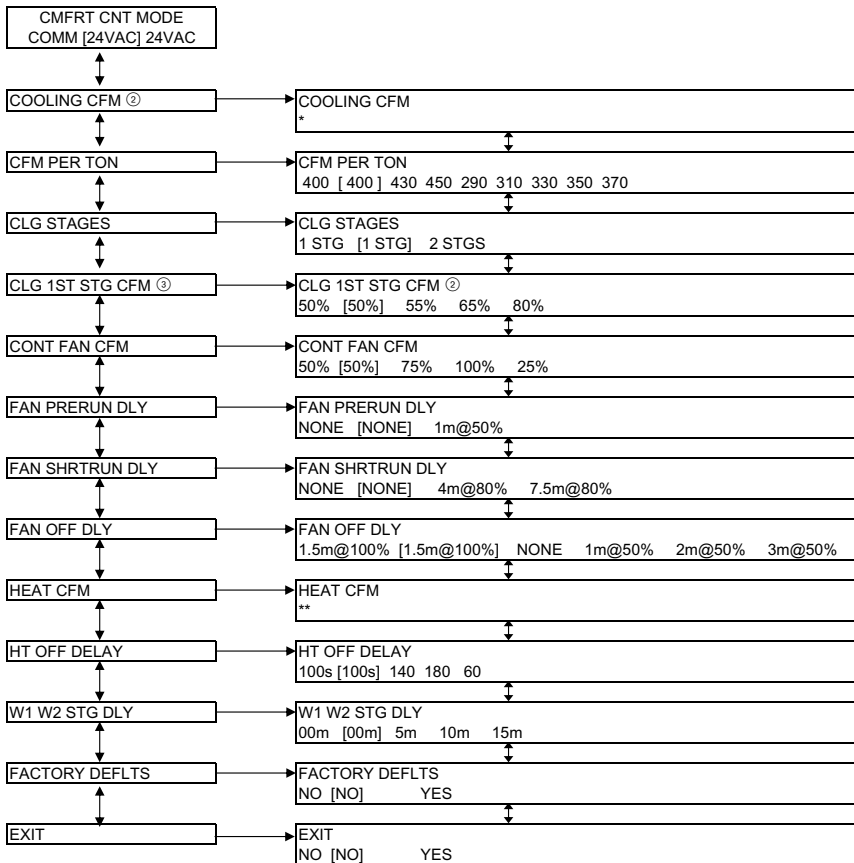 CMFRT CNT MODE
COMM [24VAC] 24VAC
COOLING CFM ②
COOLING CFM
*
CFM PER TON
CFM PER TON
400 [ 400 ] 430 450 290 310 330 350 370
CLG STAGES
CLG STAGES
1 STG [1 STG] 2 STGS
CLG 1ST STG CFM ③
CLG 1ST STG CFM ②
50% [50%] 55% 65% 80%
CONT FAN CFM
CONT FAN CFM
50% [50%] 75% 100% 25%
FAN PRERUN DLY
FAN PRERUN DLY
NONE [NONE] 1m@50%
FAN SHRTRUN DLY
FAN SHRTRUN DLY
NONE [NONE] 4m@80% 7.5m@80%
FAN OFF DLY
FAN OFF DLY
1.5m@100% [1.5m@100%] NONE 1m@50% 2m@50% 3m@50%
HEAT CFM
HEAT CFM
**
HT OFF DELAY
HT OFF DELAY
100s [100s] 140 180 60
W1 W2 STG DLY
W1 W2 STG DLY
00m [00m] 5m 10m 15m
FACTORY DEFLTS
FACTORY DEFLTS
NO [NO] YES
EXIT
EXIT
NO [NO] YES